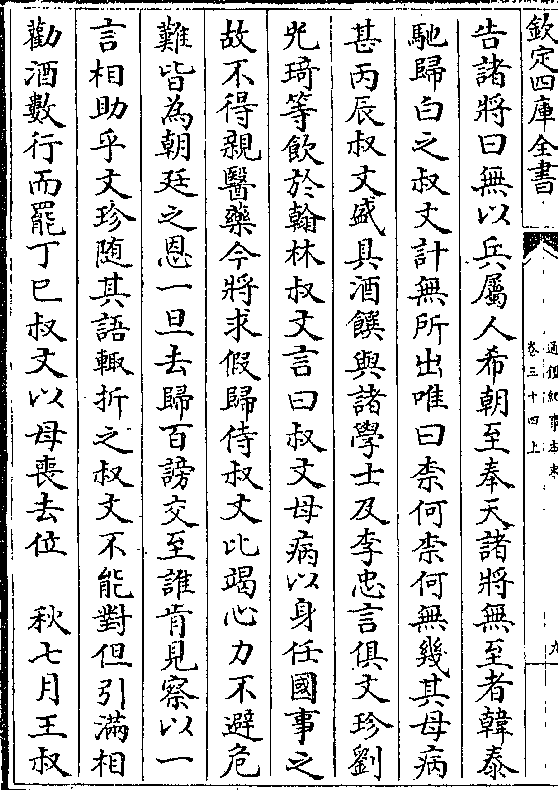 欽定四庫全書
通鑑紀事本末
卷三十四上
九
告諸將曰無以兵屬人希朝至奉天諸將無至者韓泰
馳歸白之叔文計無所出唯曰柰何柰何無幾其母病
甚丙辰叔文盛具酒饌與諸學士及李忠言俱文珍劉
光琦等飲於翰林叔文言曰叔文母病以身任國事之
故不得親醫藥今將求假歸侍叔文比竭心力不避危
難皆為朝廷之恩一旦去歸百謗交至誰肯見察以一
言相助乎文珍隨其語輙折之叔文不能對但引滿相
勸酒數行而罷丁巳叔文以母喪去位　秋七月王叔